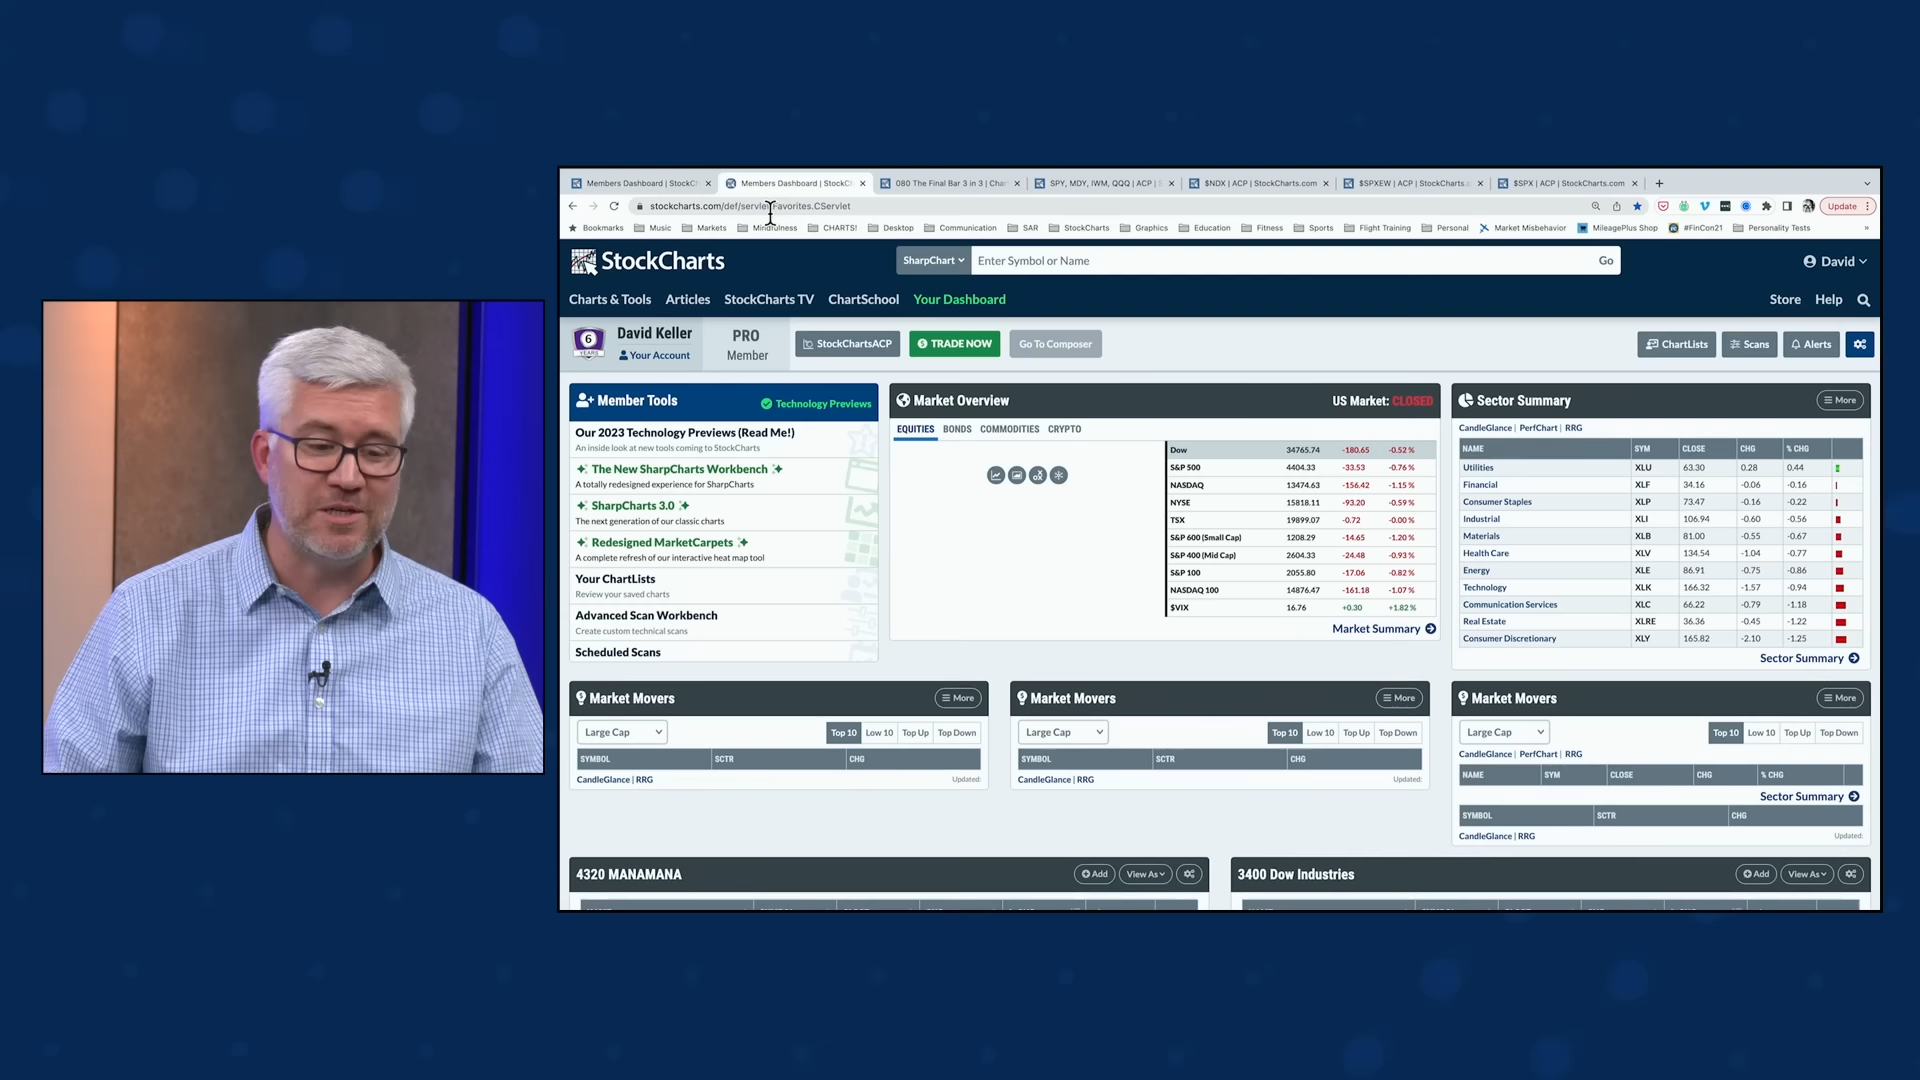 Members Dashboard | StockC
Members Dashboard | StockC
080 The Final Bar 3 in 3 | Char
SPY, MDY, IWM, QQQ | ACP | S
$NDX | ACP | StockCharts.com
$SPXEW | ACP | StockCharts.
$SPX | ACP | StockCharts.com
Update
Bookmarks Music Markets Mindfulness CHARTS! Desktop Communication SAR StockCharts Graphics Education Fitness Sports Flight Training Personal Market Misbehavior MileagePlus Shop #FinCon21 Personality Tests »
StockCharts
SharpChart
Enter Symbol or Name
Go
David
Charts & Tools Articles StockCharts TV ChartSchool Your Dashboard
Store Help
6 YEARS
David Keller
Your Account
PRO
Member
StockChartsACP
TRADE NOW
Go To Composer
ChartLists
Scans
Alerts
Member Tools
Technology Previews
Our 2023 Technology Previews (Read Me!)
An inside look at new tools coming to StockCharts
The New SharpCharts Workbench
A totally redesigned experience for SharpCharts
SharpCharts 3.0
The next generation of our classic charts
Redesigned MarketCarpets
A complete refresh of our interactive heat map tool
Your ChartLists
Review your saved charts
Advanced Scan Workbench
Create custom technical scans
Scheduled Scans
Market Overview
US Market: CLOSED
EQUITIES BONDS COMMODITIES CRYPTO
Dow 34765.74 -180.65 -0.52 %
S&P 500 4404.33 -33.53 -0.76 %
NASDAQ 13474.63 -156.42 -1.15 %
NYSE 15818.11 -93.20 -0.59 %
TSX 19899.07 -0.72 -0.00 %
S&P 600 (Small Cap) 1208.29 -14.65 -1.20 %
S&P 400 (Mid Cap) 2604.33 -24.48 -0.93 %
S&P 100 2055.80 -17.06 -0.82 %
NASDAQ 100 14876.47 -161.18 -1.07 %
$VIX 16.76 +0.30 +1.82 %
Market Summary
Sector Summary
More
CandleGlance | PerfChart | RRG
NAME SYM CLOSE CHG % CHG
Utilities XLU 63.30 0.28 0.44
Financial XLF 34.16 -0.06 -0.16
Consumer Staples XLP 73.47 -0.16 -0.22
Industrial XLI 106.94 -0.60 -0.56
Materials XLB 81.00 -0.55 -0.67
Health Care XLV 134.54 -1.04 -0.77
Energy XLE 86.91 -0.75 -0.86
Technology XLK 166.32 -1.57 -0.94
Communication Services XLC 66.22 -0.79 -1.18
Real Estate XLRE 36.36 -0.45 -1.22
Consumer Discretionary XLY 165.82 -2.10 -1.25
Sector Summary
Market Movers
More
Large Cap
Top 10 Low 10 Top Up Top Down
SYMBOL SCTR CHG
CandleGlance | RRG
Updated:
Market Movers
More
Large Cap
Top 10 Low 10 Top Up Top Down
SYMBOL SCTR CHG
CandleGlance | RRG
Updated:
Market Movers
More
Large Cap
Top 10 Low 10 Top Up Top Down
CandleGlance | PerfChart | RRG
NAME SYM CLOSE CHG % CHG
Sector Summary
SYMBOL SCTR CHG
CandleGlance | RRG
Updated:
4320 MANAMANA
Add
View As
3400 Dow Industries
Add
View As